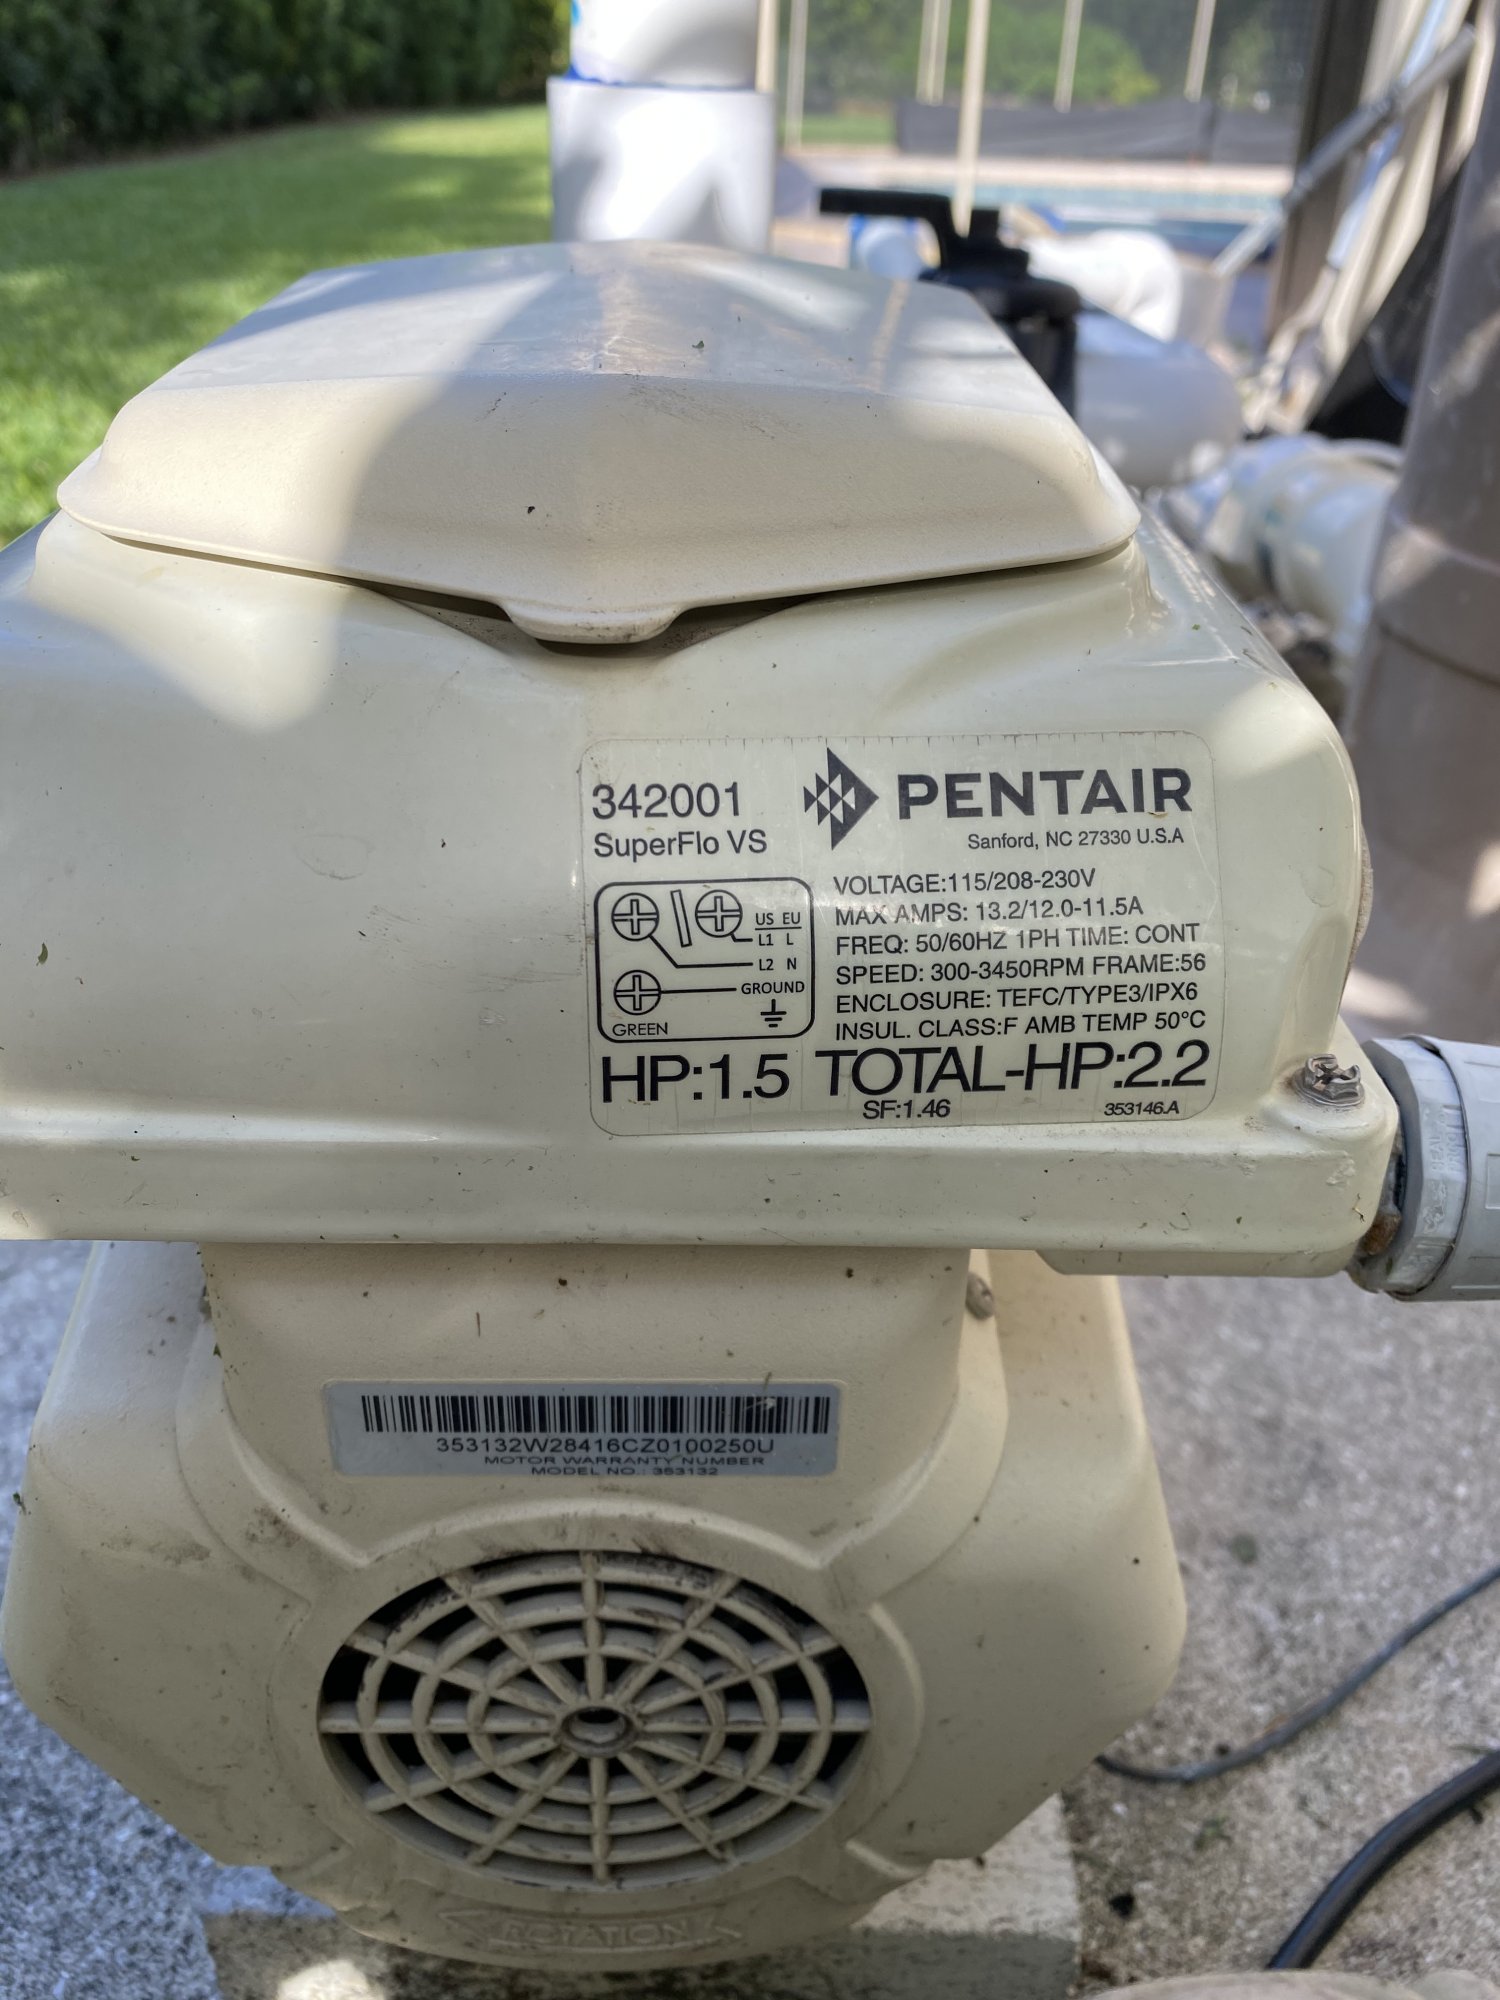 342001
SuperFlo VS
PENTAIR
Sanford, NC 27330 U.S.A
US EU
L1 L
L2 N
GROUND
GREEN
VOLTAGE:115/208-230V
MAX AMPS: 13.2/12.0-11.5A
FREQ: 50/60HZ 1PH TIME: CONT
SPEED: 300-3450RPM FRAME:56
ENCLOSURE: TEFC/TYPE3/IPX6
INSUL. CLASS:F AMB TEMP 50°C
HP:1.5 TOTAL-HP:2.2
SF:1.46
353146.A
353132W28416CZ0100250U
MOTOR WARRANTY NUMBER
MODEL NO.: 353132
ROTATION